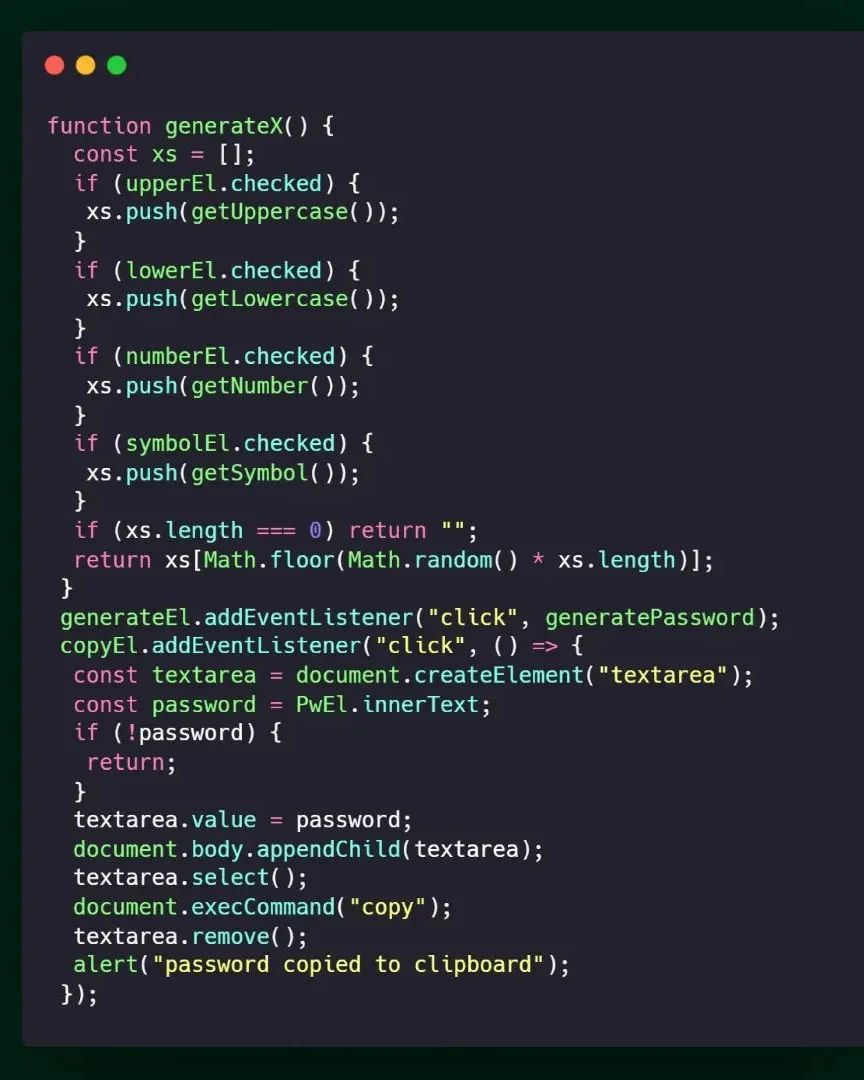 function generateX() {
  const xs = [];
  if (upperEl.checked) {
   xs.push(getUppercase());
  }
  if (lowerEl.checked) {
   xs.push(getLowercase());
  }
  if (numberEl.checked) {
   xs.push(getNumber());
  }
  if (symbolEl.checked) {
   xs.push(getSymbol());
  }
  if (xs.length === 0) return "";
  return xs[Math.floor(Math.random() * xs.length)];
 }
 generateEl.addEventListener("click", generatePassword);
 copyEl.addEventListener("click", () => {
  const textarea = document.createElement("textarea");
  const password = PwEl.innerText;
  if (!password) {
   return;
  }
  textarea.value = password;
  document.body.appendChild(textarea);
  textarea.select();
  document.execCommand("copy");
  textarea.remove();
  alert("password copied to clipboard");
 });